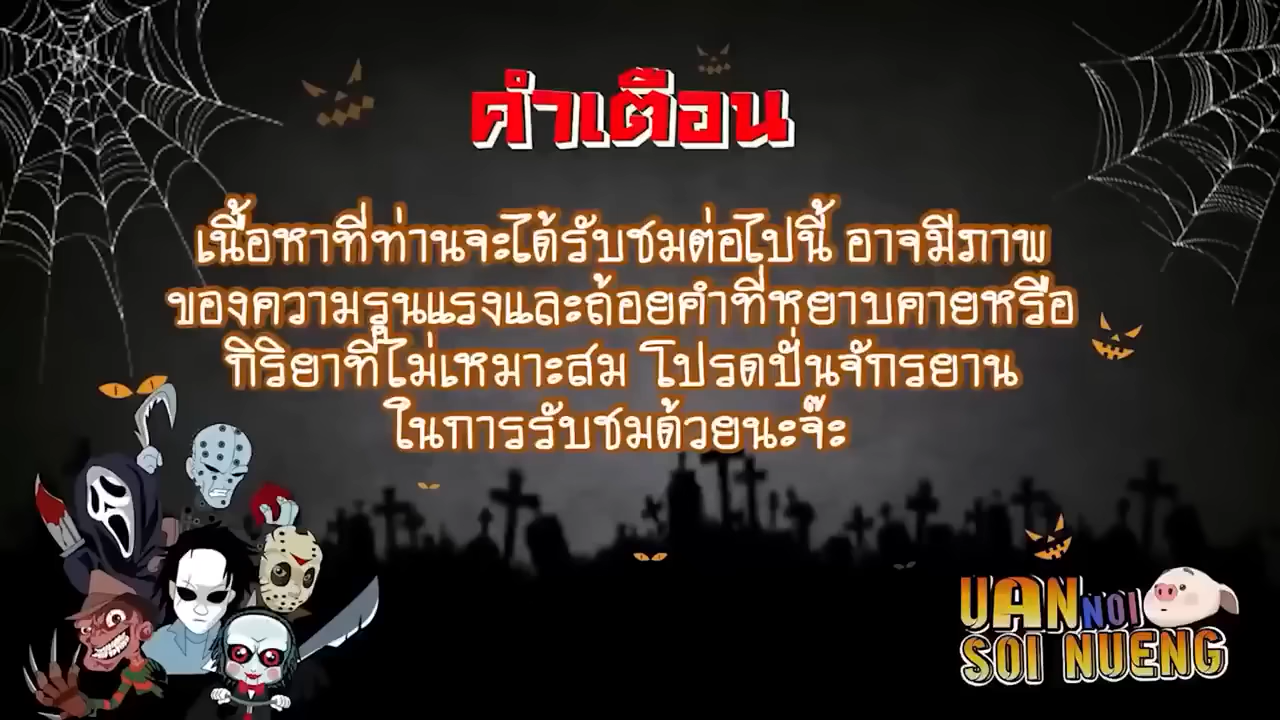 คำเตือน
เนื้อหาที่ท่านจะได้รับชมต่อไปนี้ อาจมีภาพ
ของความรุนแรงและถ้อยคำที่หยาบคายหรือ
กิริยาที่ไม่เหมาะสม โปรดปั่นจักรยาน
ในการรับชมด้วยนะจ๊ะ
UAN NOI
SOI NUENG